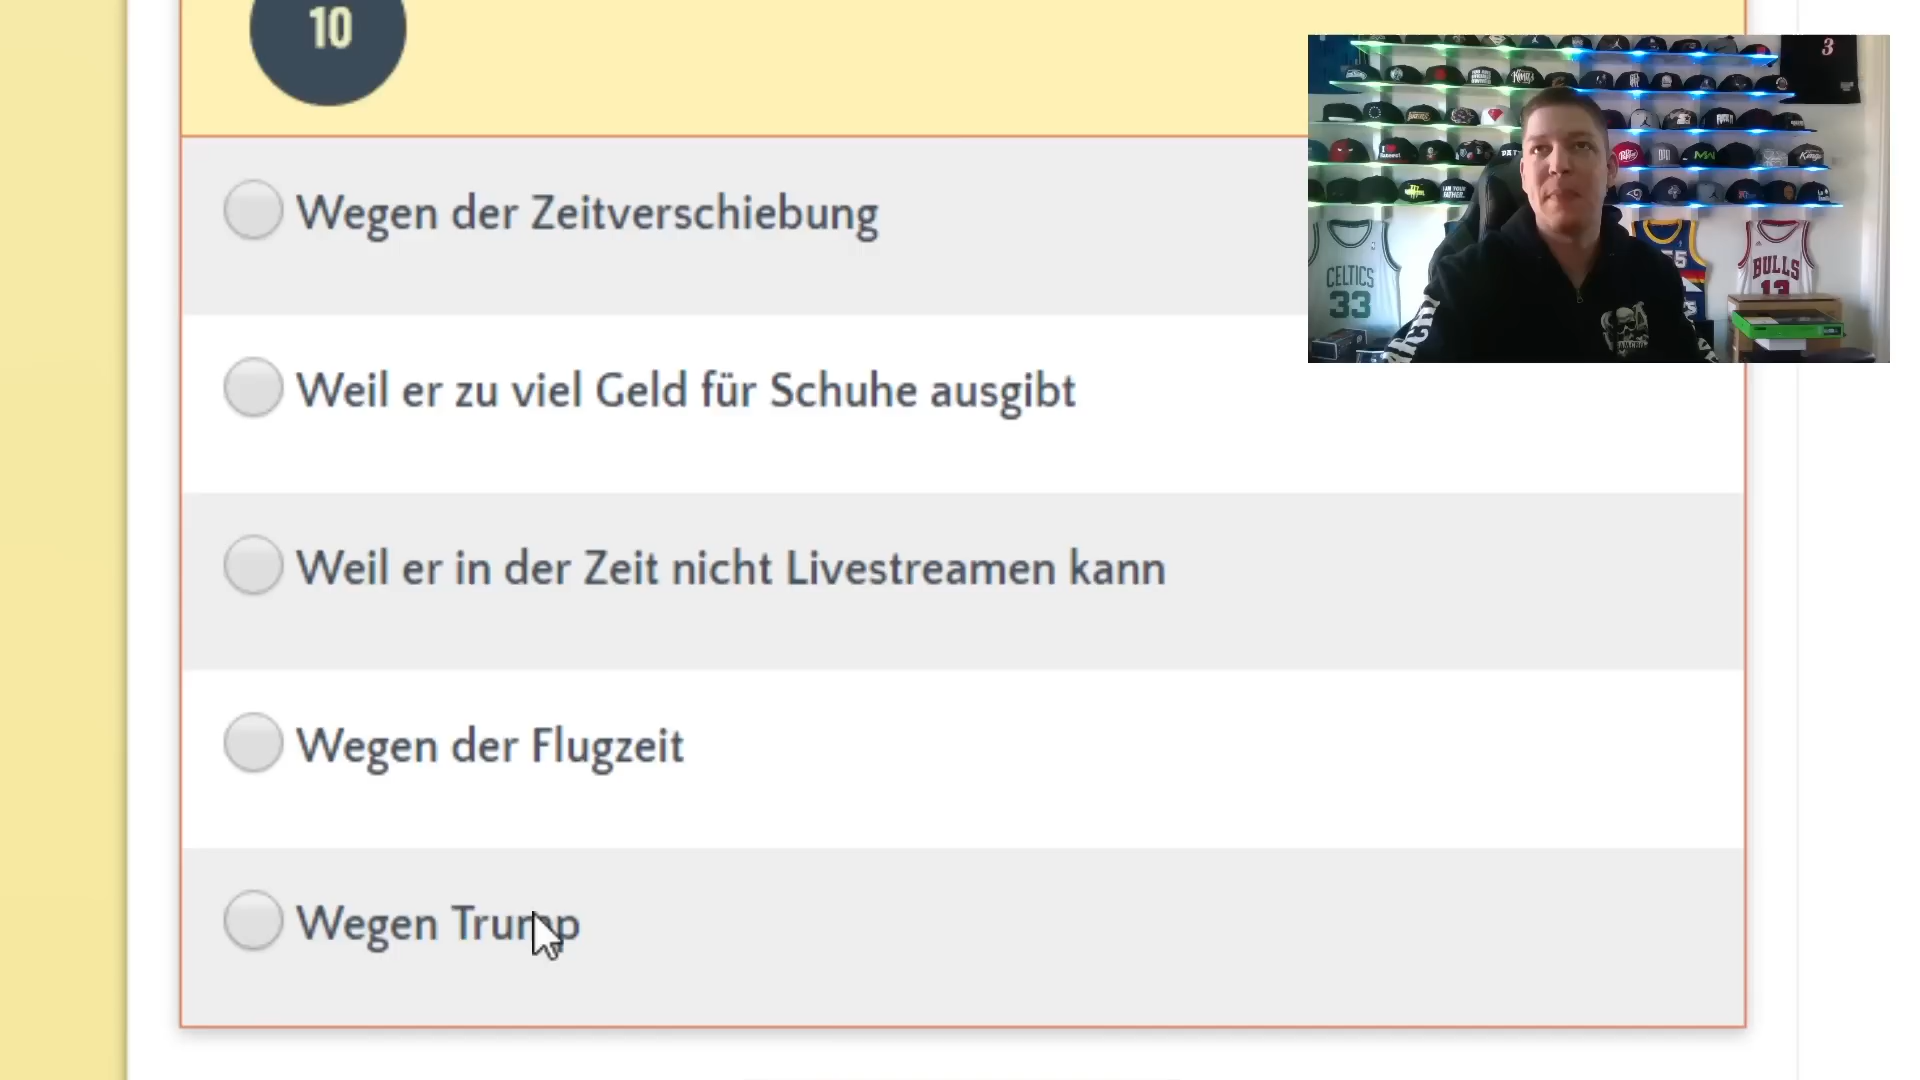 10
Wegen der Zeitverschiebung
Weil er zu viel Geld für Schuhe ausgibt
Weil er in der Zeit nicht Livestreamen kann
Wegen der Flugzeit
Wegen Trump
3
CELTICS
33
BULLS
13